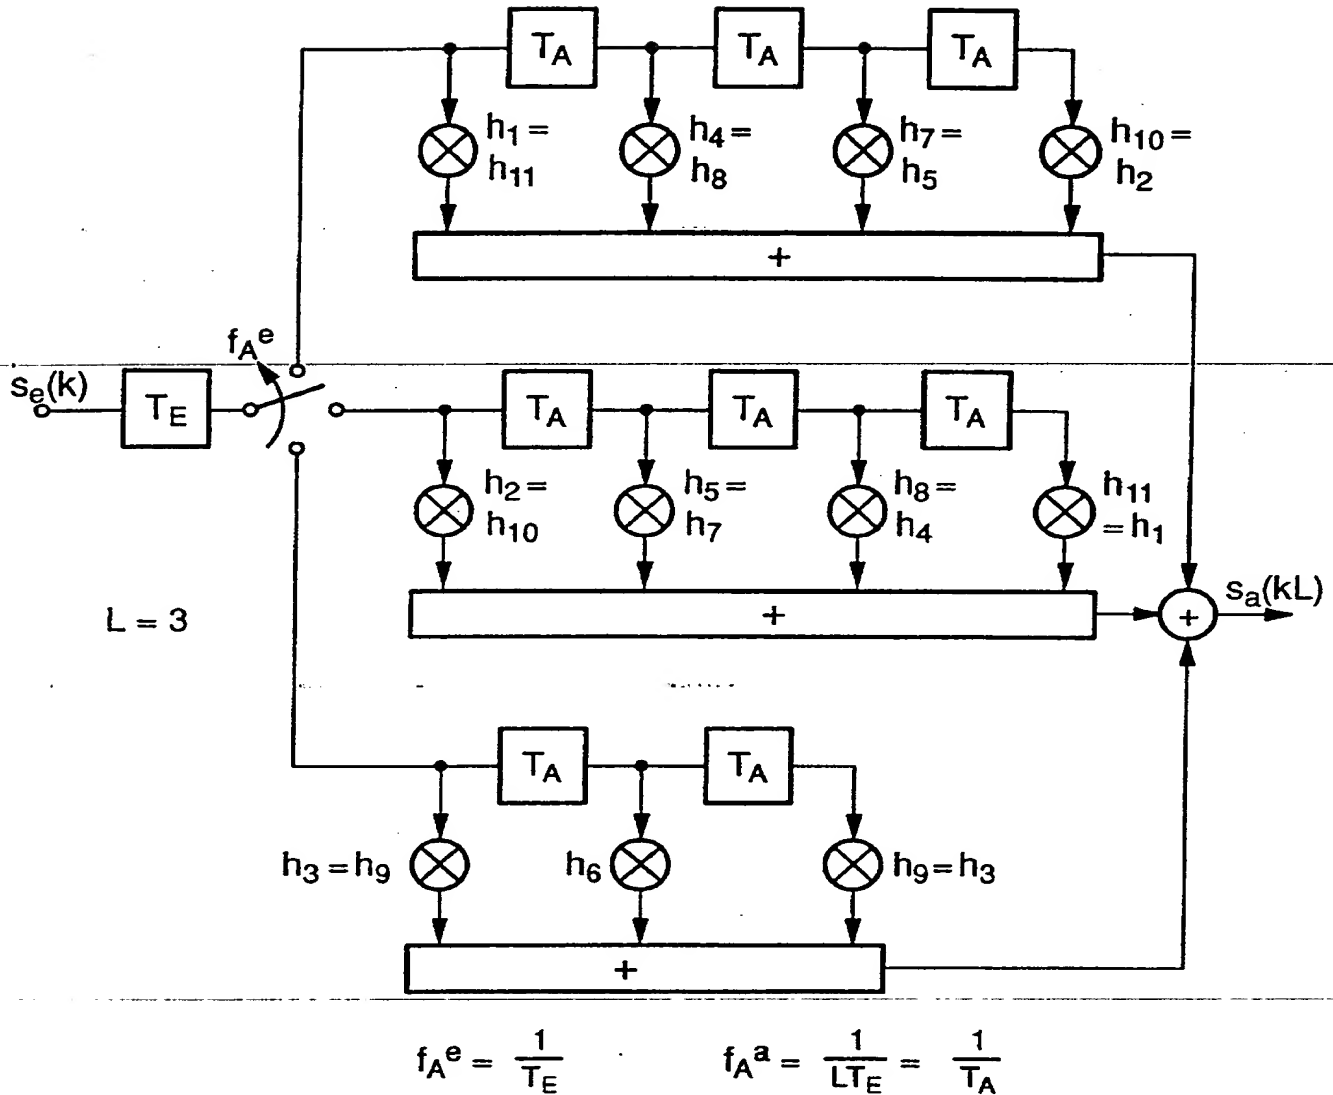 T_A T_A T_A
h_1 = h_4 = h_7 = h_10 =
h_11 h_8 h_5 h_2
+
f_A^e
s_e(k)
T_E T_A T_A T_A
h_2 = h_5 = h_8 = h_11
h_10 h_7 h_4 = h_1
s_a(kL)
L = 3 + +
T_A T_A
h_3 = h_9 h_6 h_9 = h_3
+
f_A^e = 1/T_E f_A^a = 1/LT_E = 1/T_A